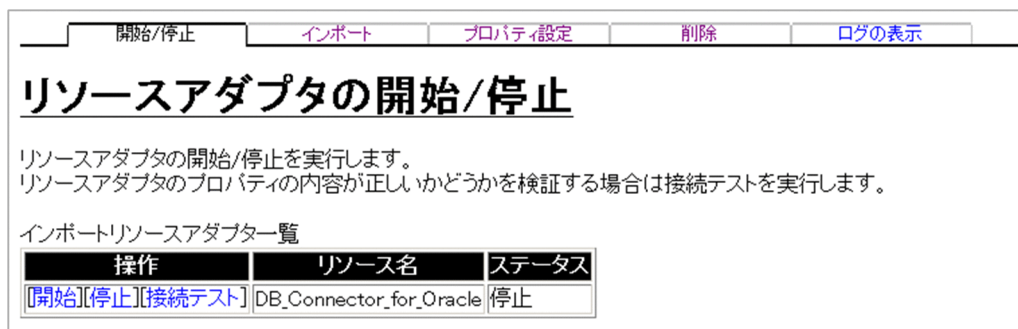 開始/停止 インポート プロパティ設定 削除 ログの表示
リソースアダプタの開始/停止
リソースアダプタの開始/停止を実行します。
リソースアダプタのプロパティの内容が正しいかどうかを検証する場合は接続テストを実行します。
インポートリソースアダプター覧
操作 リソース名 ステータス
[開始][停止][接続テスト] DB_Connector_for_Oracle 停止